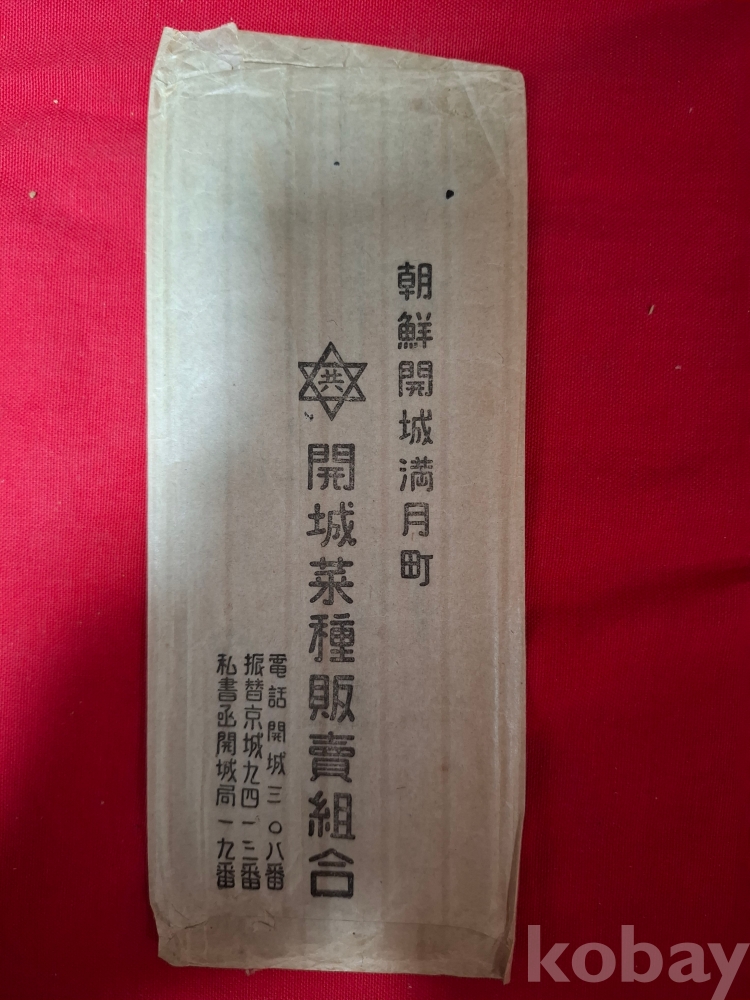 朝鮮開城満月町
共
開城菜種販賣組合
電話開城三〇八番
振替京城九四一三番
私書函開城局一九番
kobay